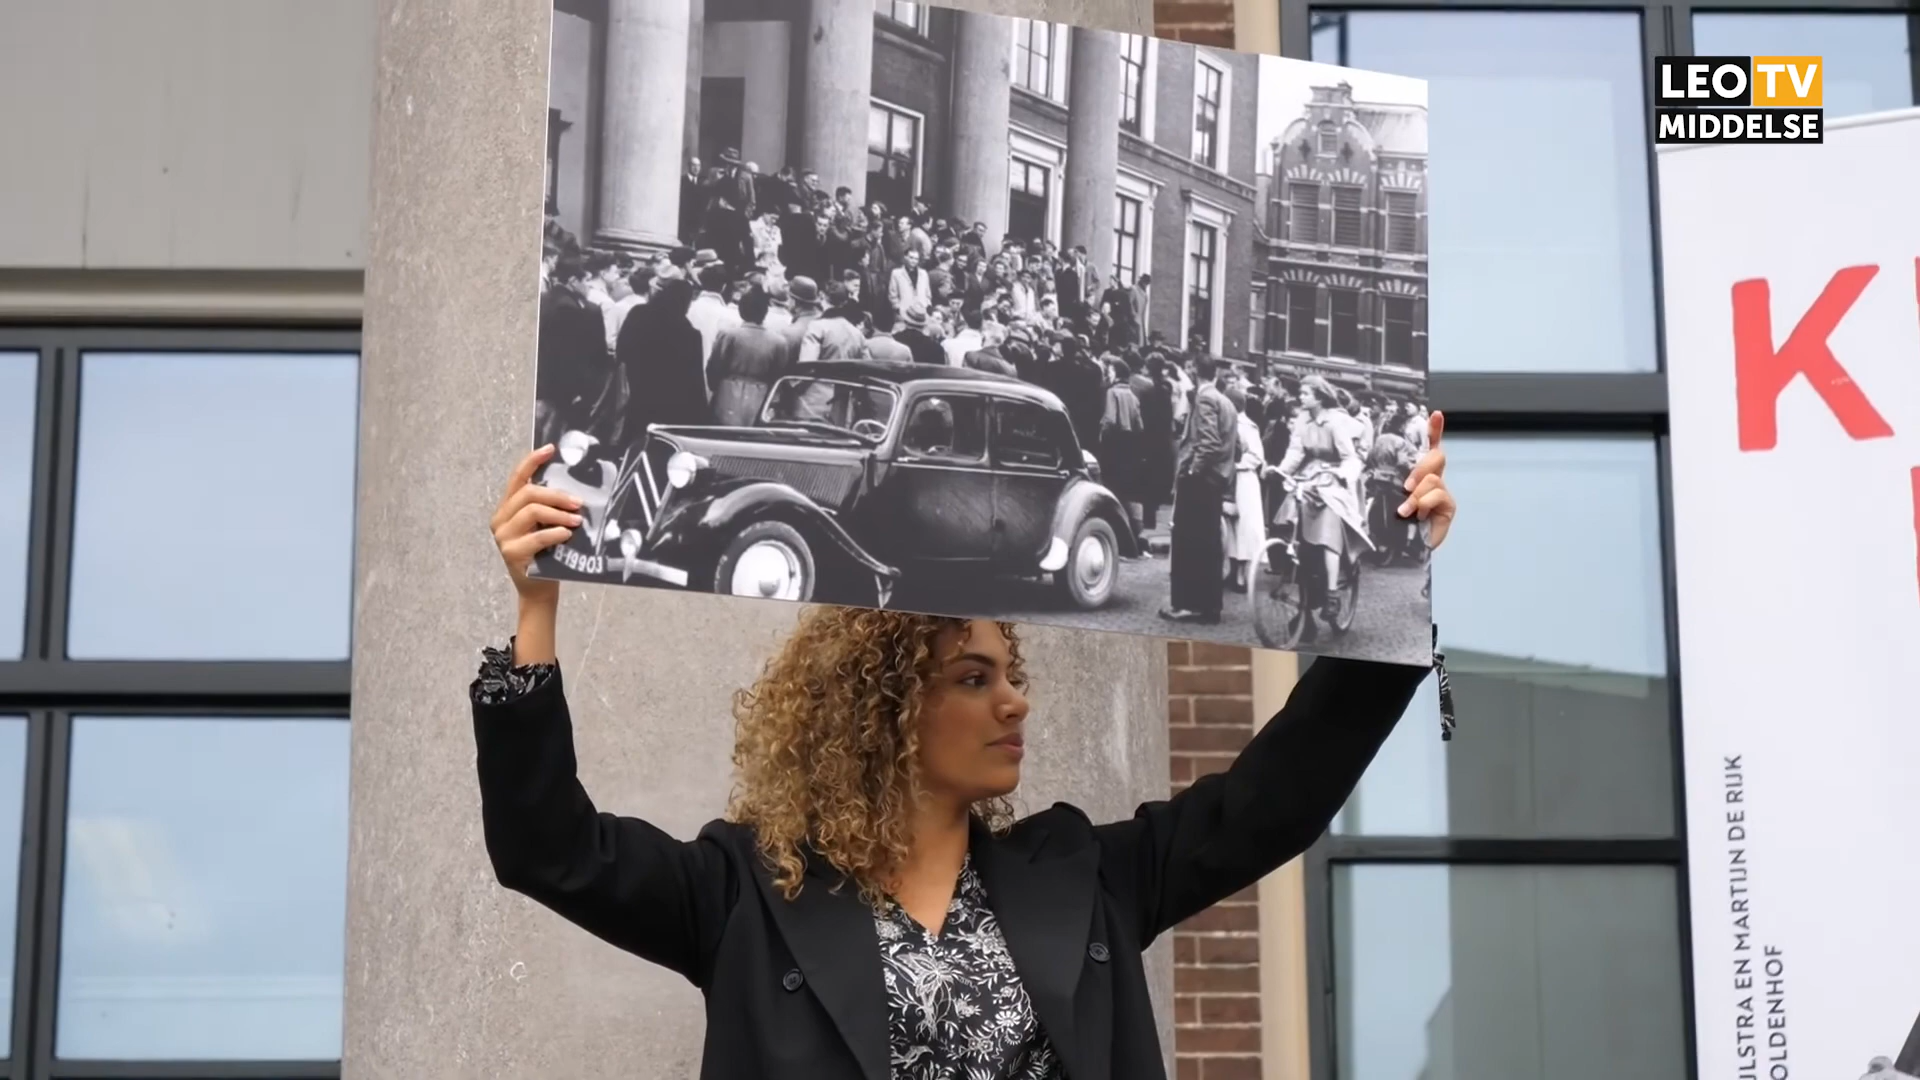 LEO TV
MIDDELSE
B-19903
K
ULSTRA EN MARTIJN DE RIJK
OLDENHOF